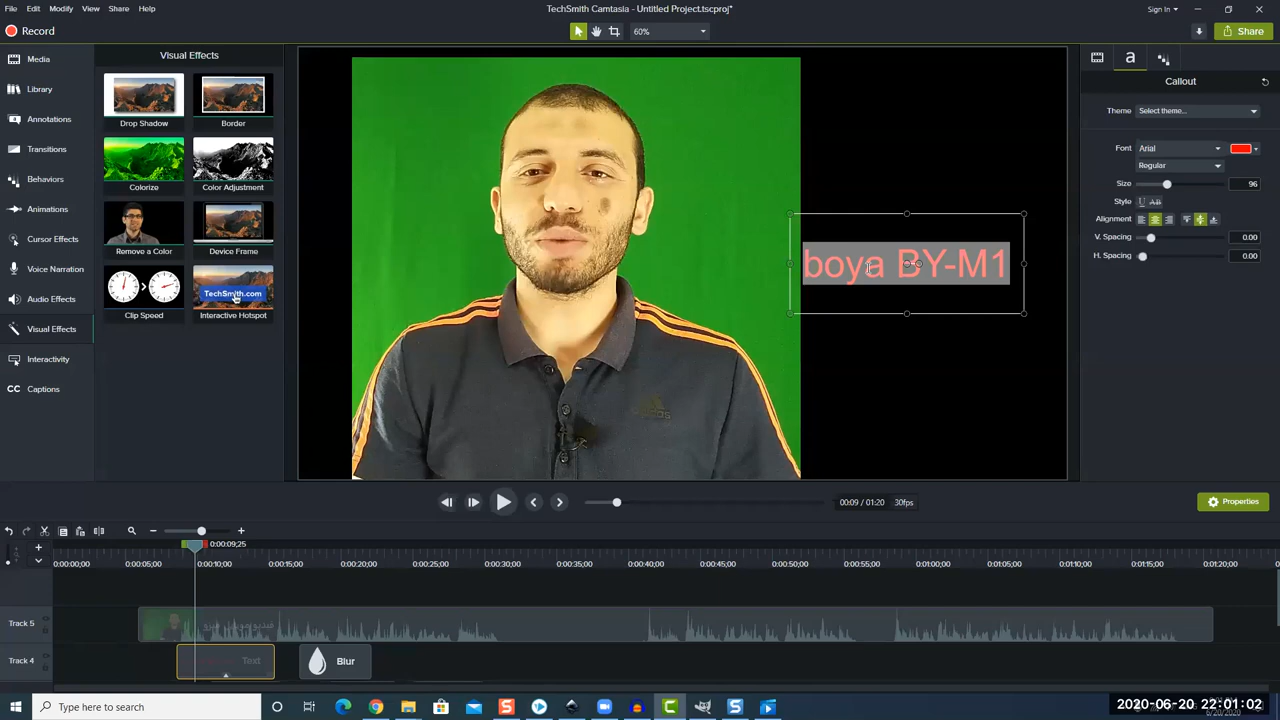 TechSmith Camtasia - Untitled Project.tscproj*
File Edit Modify View Share Help
Sign In
Record
60%
Share
Media
Library
Annotations
Transitions
Behaviors
Animations
Cursor Effects
Voice Narration
Audio Effects
Visual Effects
Interactivity
CC Captions
Visual Effects
Drop Shadow Border
Colorize Color Adjustment
Remove a Color Device Frame
TechSmith.com
Clip Speed Interactive Hotspot
boya BY-M1
adidas
a
Callout
Theme Select theme...
Font Arial
Regular
Size 96
Style U AB
Alignment
V. Spacing 0.00
H. Spacing 0.00
00:09 / 01:20 30fps
Properties
0:00:09;25
0:00:00;00 0:00:05;00 0:00:10;00 0:00:15;00 0:00:20;00 0:00:25;00 0:00:30;00 0:00:35;00 0:00:40;00 0:00:45;00 0:00:50;00 0:00:55;00 0:01:00;00 0:01:05;00 0:01:10;00 0:01:15;00 0:01:20;00
Track 5
Track 4 Text Blur
Type here to search
2020-06-20 22:01:02